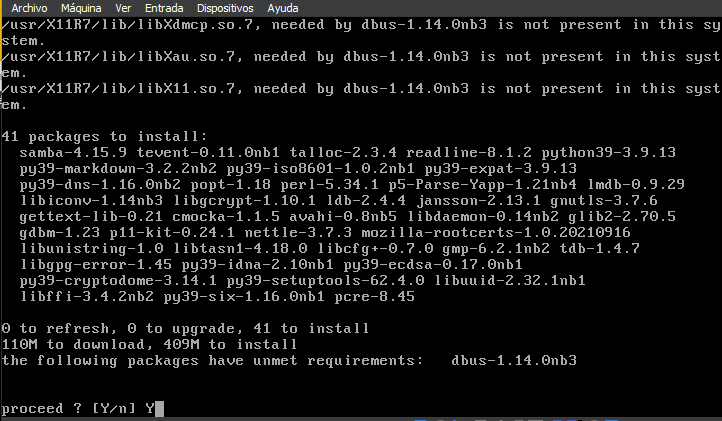 Archivo Máquina Ver Entrada Dispositivos Ayuda
/usr/X11R7/lib/libXdmcp.so.7, needed by dbus-1.14.0nb3 is not present in this sy
stem.
/usr/X11R7/lib/libXau.so.7, needed by dbus-1.14.0nb3 is not present in this syst
em.
/usr/X11R7/lib/libX11.so.7, needed by dbus-1.14.0nb3 is not present in this syst
em.
41 packages to install:
samba-4.15.9 tevent-0.11.0nb1 talloc-2.3.4 readline-8.1.2 python39-3.9.13
py39-markdown-3.2.2nb2 py39-iso8601-1.0.2nb1 py39-expat-3.9.13
py39-dns-1.16.0nb2 popt-1.18 perl-5.34.1 p5-Parse-Yapp-1.21nb4 lmdb-0.9.29
libiconv-1.14nb3 libgcrypt-1.10.1 ldb-2.4.4 jansson-2.13.1 gnutls-3.7.6
gettext-lib-0.21 cmocka-1.1.5 avahi-0.8nb5 libdaemon-0.14nb2 glib2-2.70.5
gdbm-1.23 p11-kit-0.24.1 nettle-3.7.3 mozilla-rootcerts-1.0.20210916
libunistring-1.0 libtasn1-4.18.0 libcfg+-0.7.0 gmp-6.2.1nb2 tdb-1.4.7
libgpg-error-1.45 py39-idna-2.10nb1 py39-ecdsa-0.17.0nb1
py39-cryptodome-3.14.1 py39-setuptools-62.4.0 libuuid-2.32.1nb1
libffi-3.4.2nb2 py39-six-1.16.0nb1 pcre-8.45
0 to refresh, 0 to upgrade, 41 to install
110M to download, 409M to install
the following packages have unmet requirements: dbus-1.14.0nb3
proceed ? [Y/n] Y